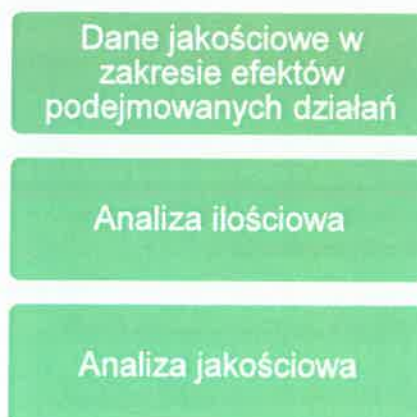 Dane jakościowe w
zakresie efektów
podejmowanych działań
Analiza ilościowa
Analiza jakościowa